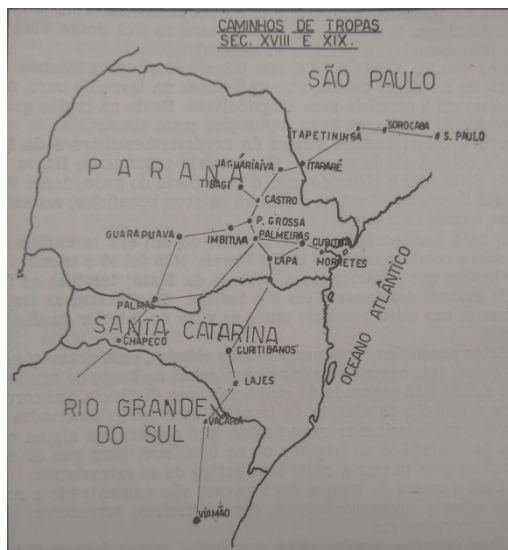 CAMINHOS DE TROPAS
SEC. XVIII E XIX.
SÃO PAULO
ITAPETININGA
SOROCABA
S. PAULO
PARANÁ
JAGUARIAIVA
ITARARÉ
TIBAGI
CASTRO
P. GROSSA
GUARAPUAVA
IMBITUVA
PALMEIRAS
CURITIBA
MORRETES
LAPA
OCEANO ATLÂNTICO
PALMAS
SANTA CATARINA
CHAPECÓ
CURITIBANOS
LAJES
RIO GRANDE
DO SUL
VACARIA
VIAMÃO